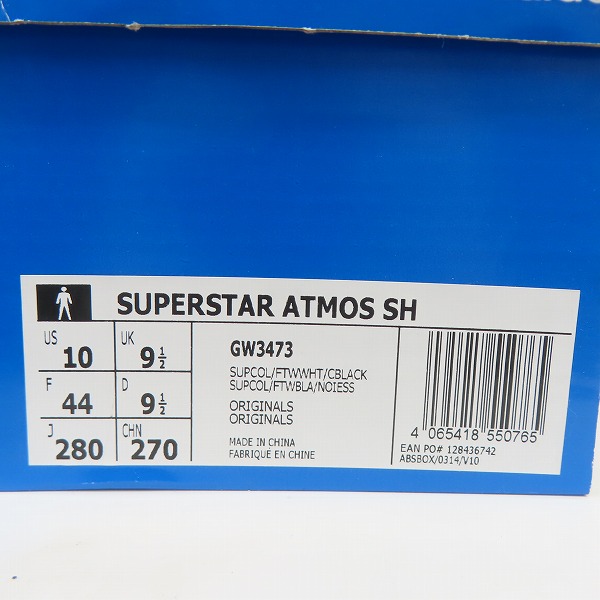 SUPERSTAR ATMOS SH
US 10 UK 9 1/2
F 44 D 9 1/2
J 280 CHN 270
GW3473
SUPCOL/FTWWHT/CBLACK
SUPCOL/FTWBLA/NOIESS
ORIGINALS
ORIGINALS
MADE IN CHINA
FABRIQUÉ EN CHINE
4 065418 550765
EAN PO# 128436742
ABSBOX/0314/V10